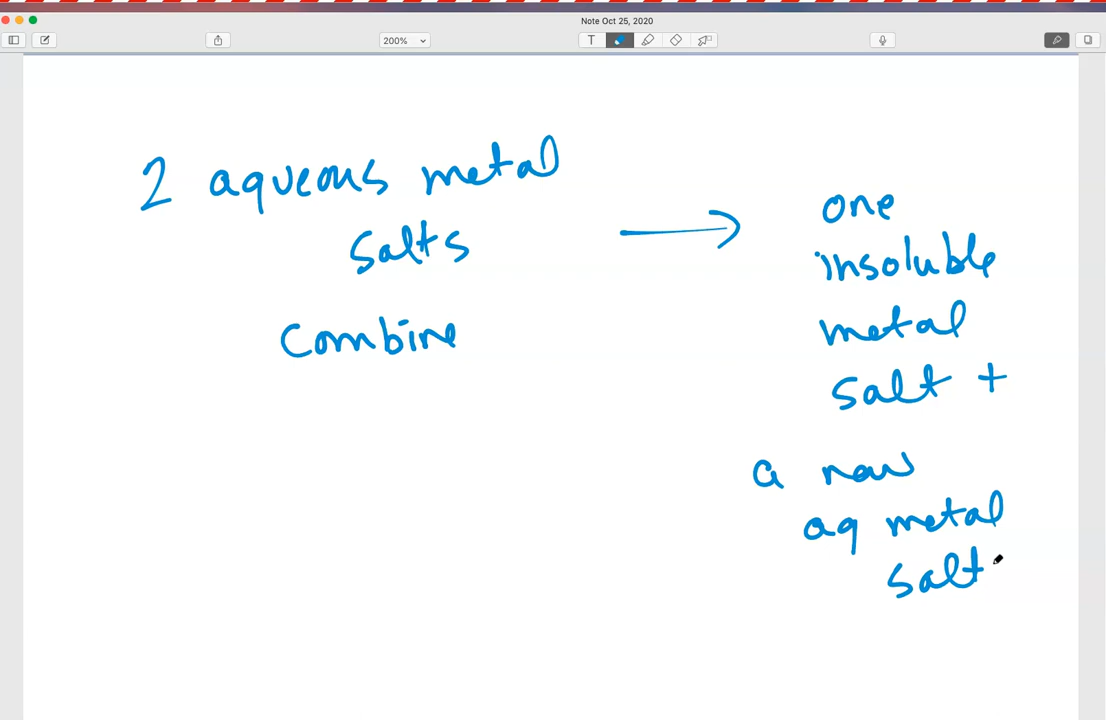 Note Oct 25, 2020
200%
T
2 aqueous metal
salts
combine
one
insoluble
metal
salt +
a new
aq metal
salt